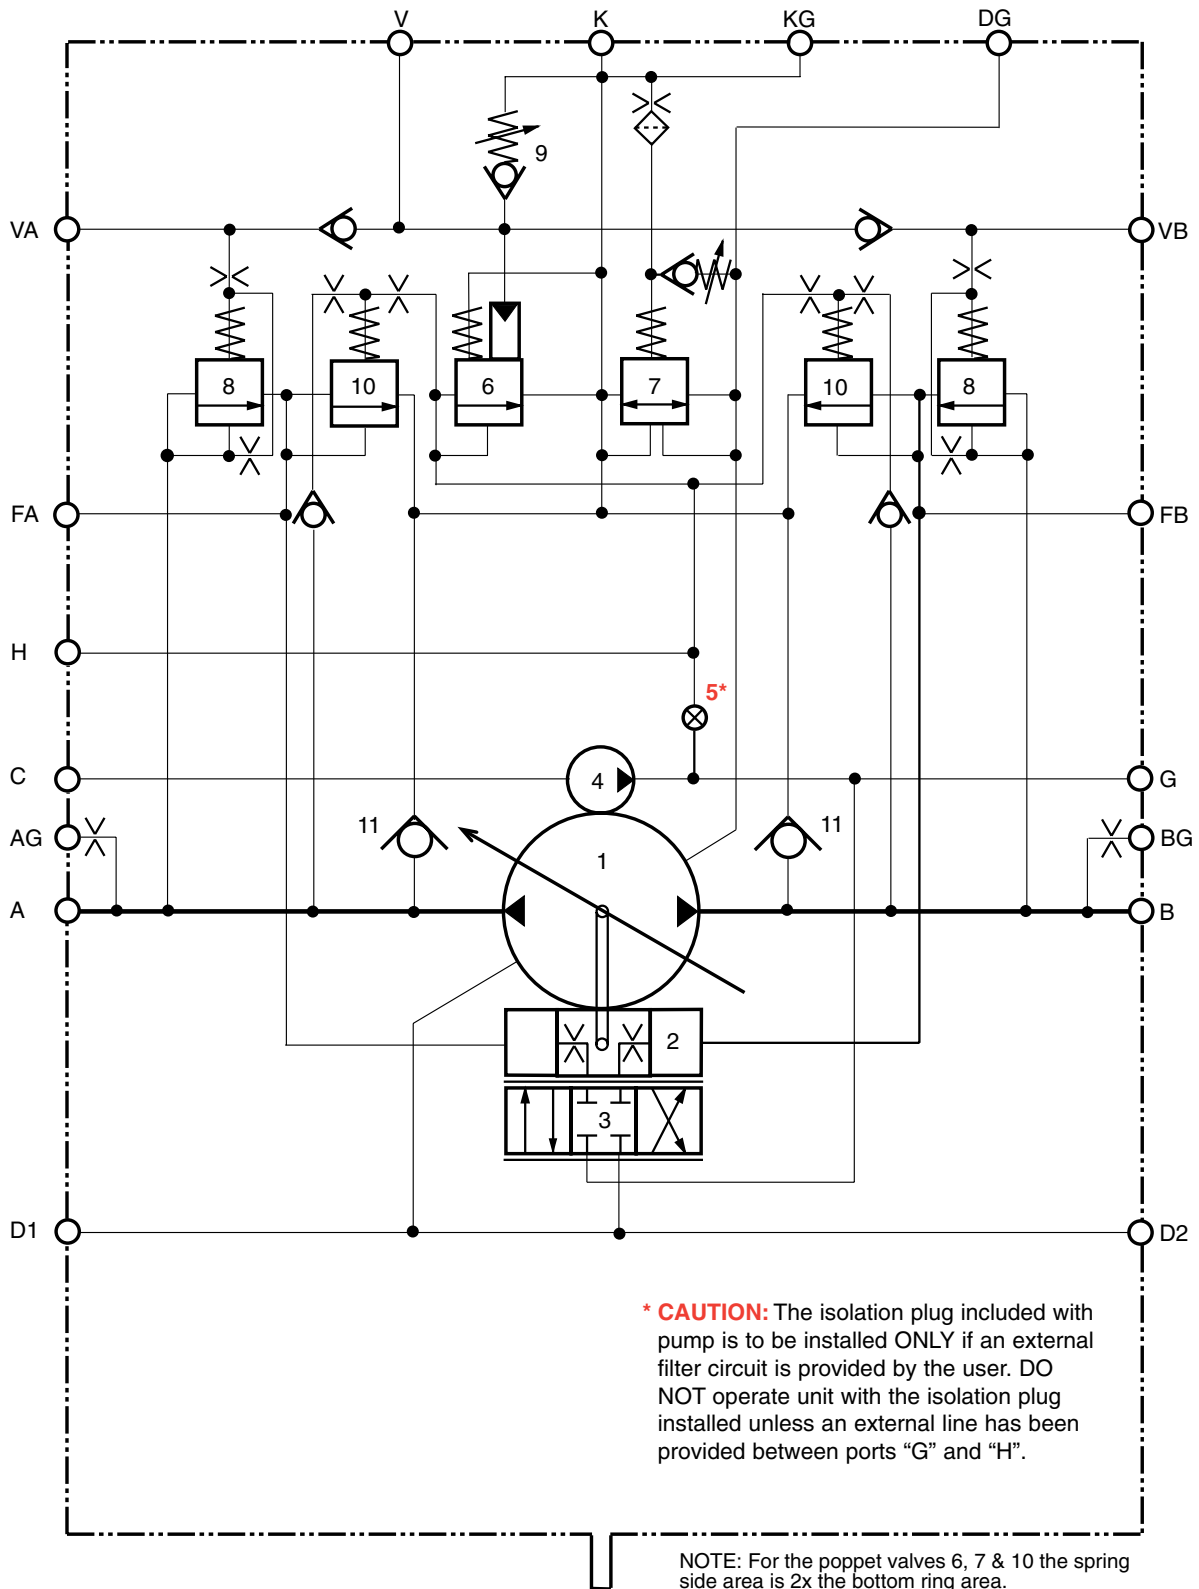 V K KG DG
9
VA VB
8 10 6 7 10 8
FA FB
H
5*
C 4 G
AG 11 1 11 BG
A B
2
3
D1 D2
* CAUTION: The isolation plug included with
pump is to be installed ONLY if an external
filter circuit is provided by the user. DO
NOT operate unit with the isolation plug
installed unless an external line has been
provided between ports “G” and “H”.
NOTE: For the poppet valves 6, 7 & 10 the spring
side area is 2x the bottom ring area.